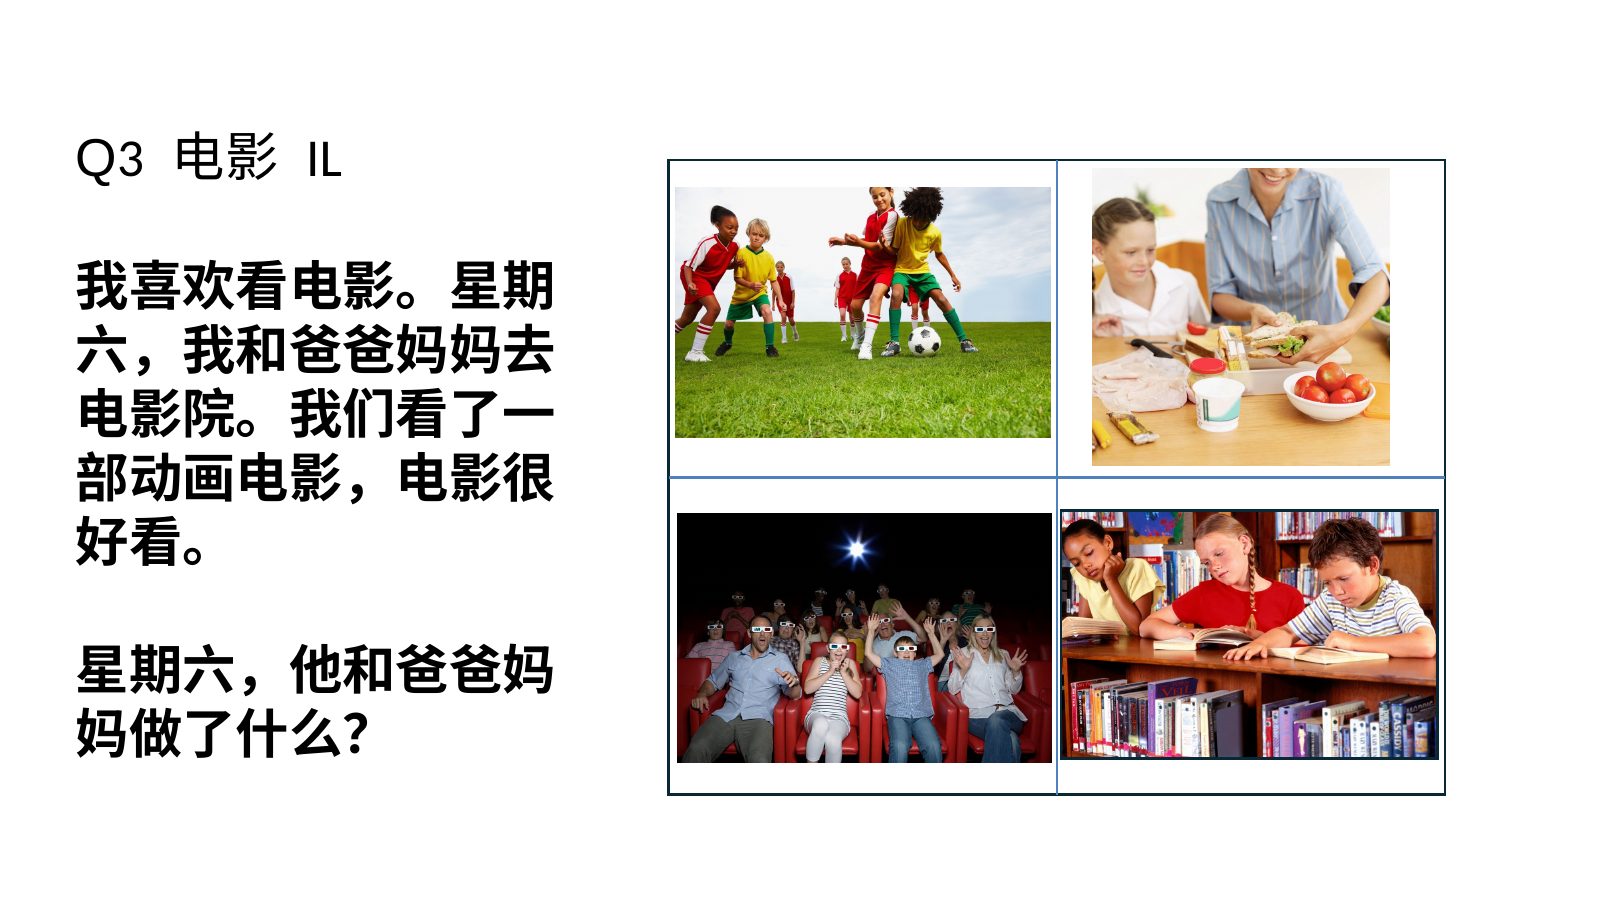 Q3 电影 IL
我喜欢看电影。星期
六，我和爸爸妈妈去
电影院。我们看了一
部动画电影，电影很
好看。
星期六，他和爸爸妈
妈做了什么？